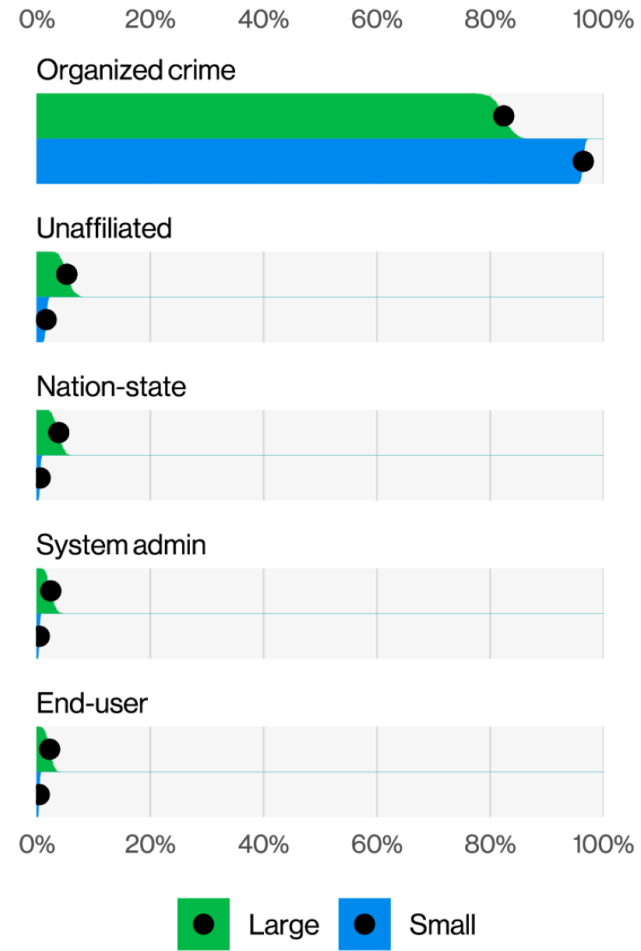 0% 20% 40% 60% 80% 100%
Organized crime
Unaffiliated
Nation-state
System admin
End-user
0% 20% 40% 60% 80% 100%
Large Small